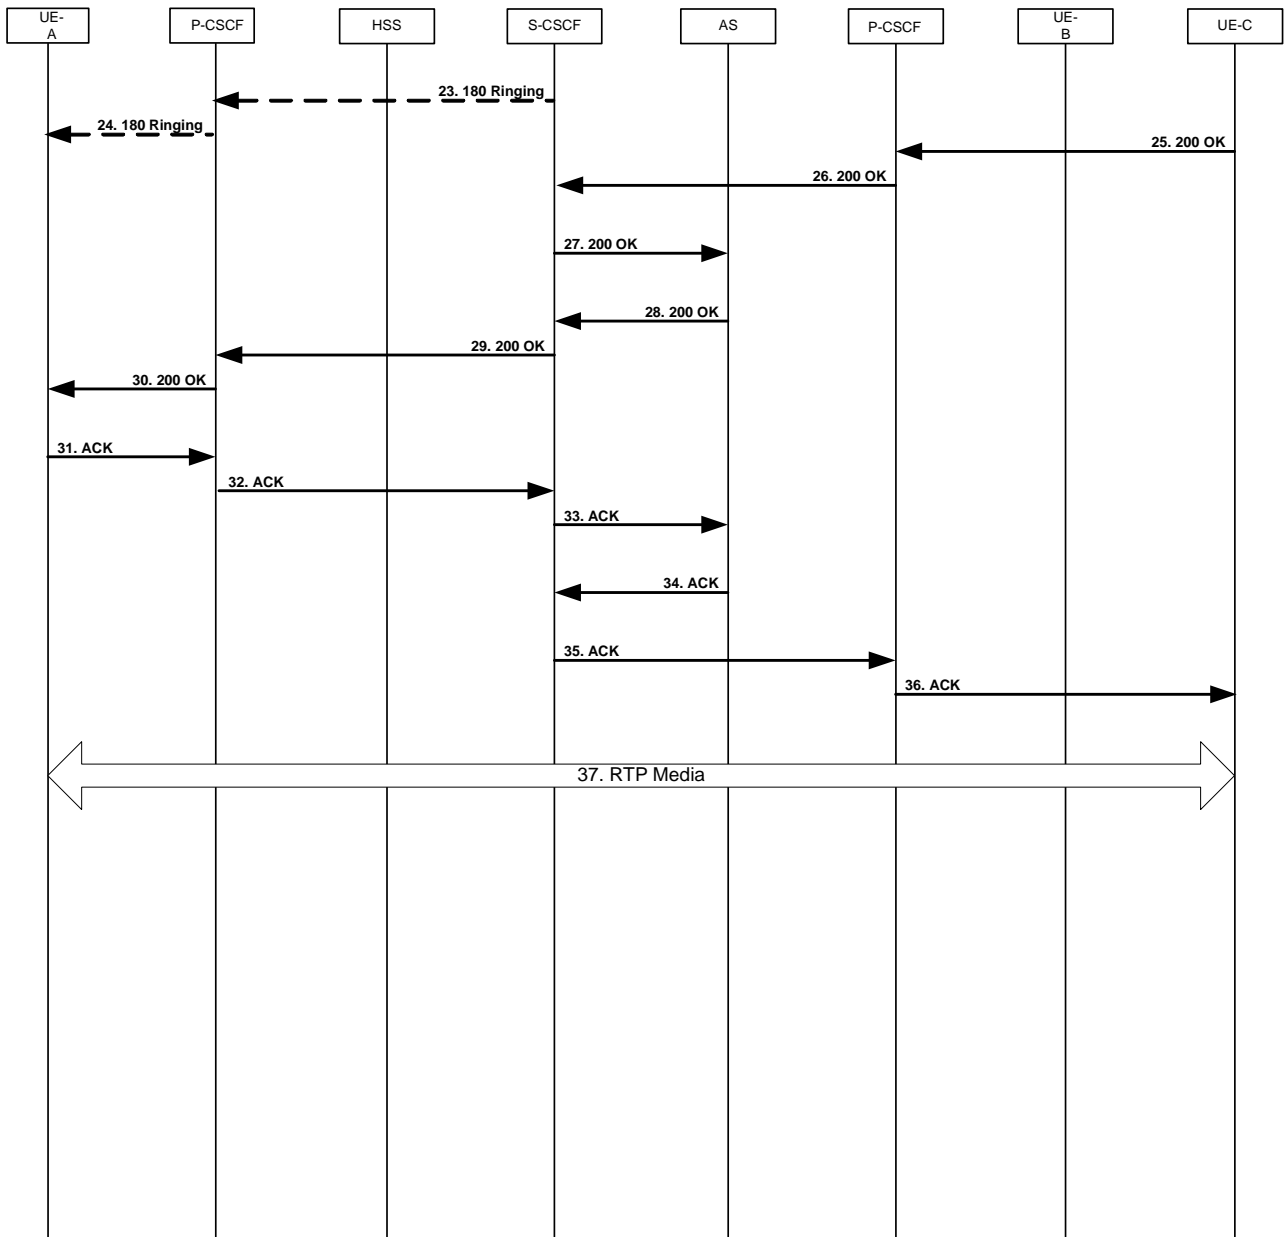 UE-
A
P-CSCF
HSS
S-CSCF
AS
P-CSCF
UE-
B
UE-C
23. 180 Ringing
24. 180 Ringing
25. 200 OK
26. 200 OK
27. 200 OK
28. 200 OK
29. 200 OK
30. 200 OK
31. ACK
32. ACK
33. ACK
34. ACK
35. ACK
36. ACK
37. RTP Media